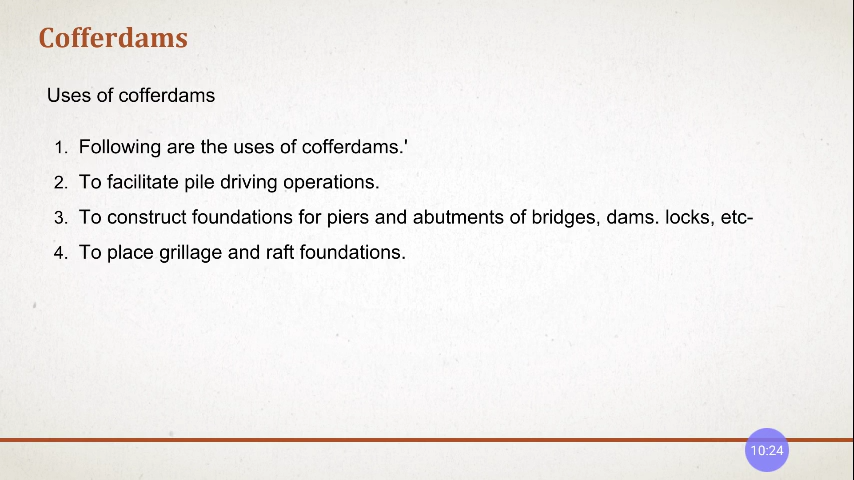 Cofferdams
Uses of cofferdams
1. Following are the uses of cofferdams.'
2. To facilitate pile driving operations.
3. To construct foundations for piers and abutments of bridges, dams. locks, etc-
4. To place grillage and raft foundations.
10:24